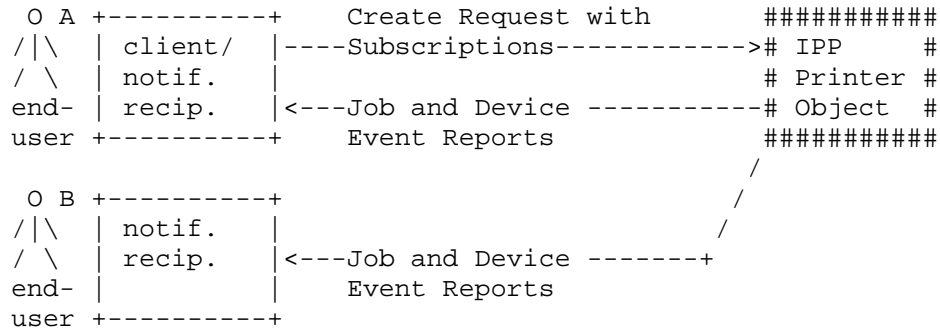 O A +----------+    Create Request with       ###########
/|\  | client/  |----Subscriptions------------># IPP     #
/ \  | notif.   |                              # Printer #
end- | recip.   |<---Job and Device -----------# Object  #
user +----------+    Event Reports             ###########
                                              /
 O B +----------+                            /
/|\  | notif.   |                           /
/ \  | recip.   |<---Job and Device -------+
end- |          |    Event Reports
user +----------+